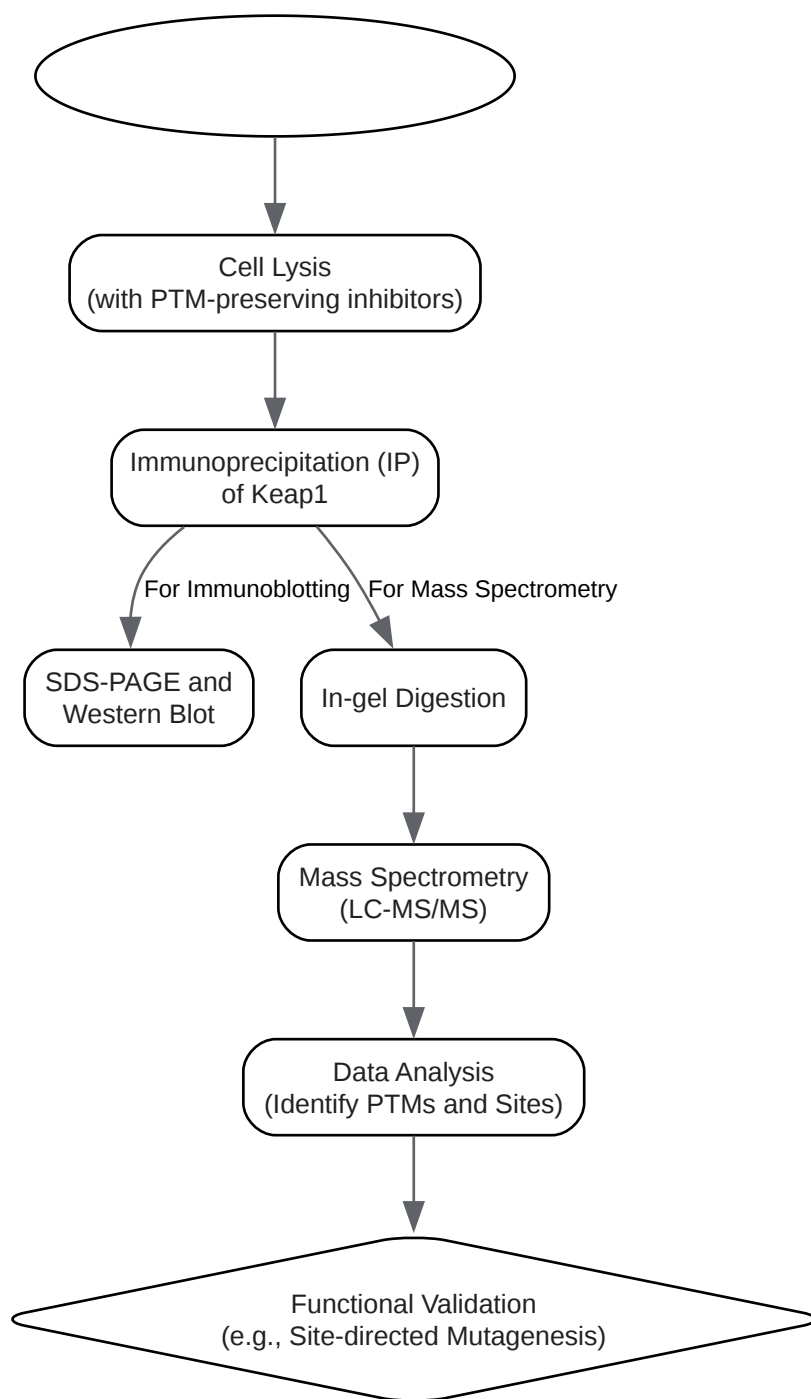 Cell Lysis
(with PTM-preserving inhibitors)
Immunoprecipitation (IP)
of Keap1
For Immunoblotting
For Mass Spectrometry
SDS-PAGE and
Western Blot
In-gel Digestion
Mass Spectrometry
(LC-MS/MS)
Data Analysis
(Identify PTMs and Sites)
Functional Validation
(e.g., Site-directed Mutagenesis)